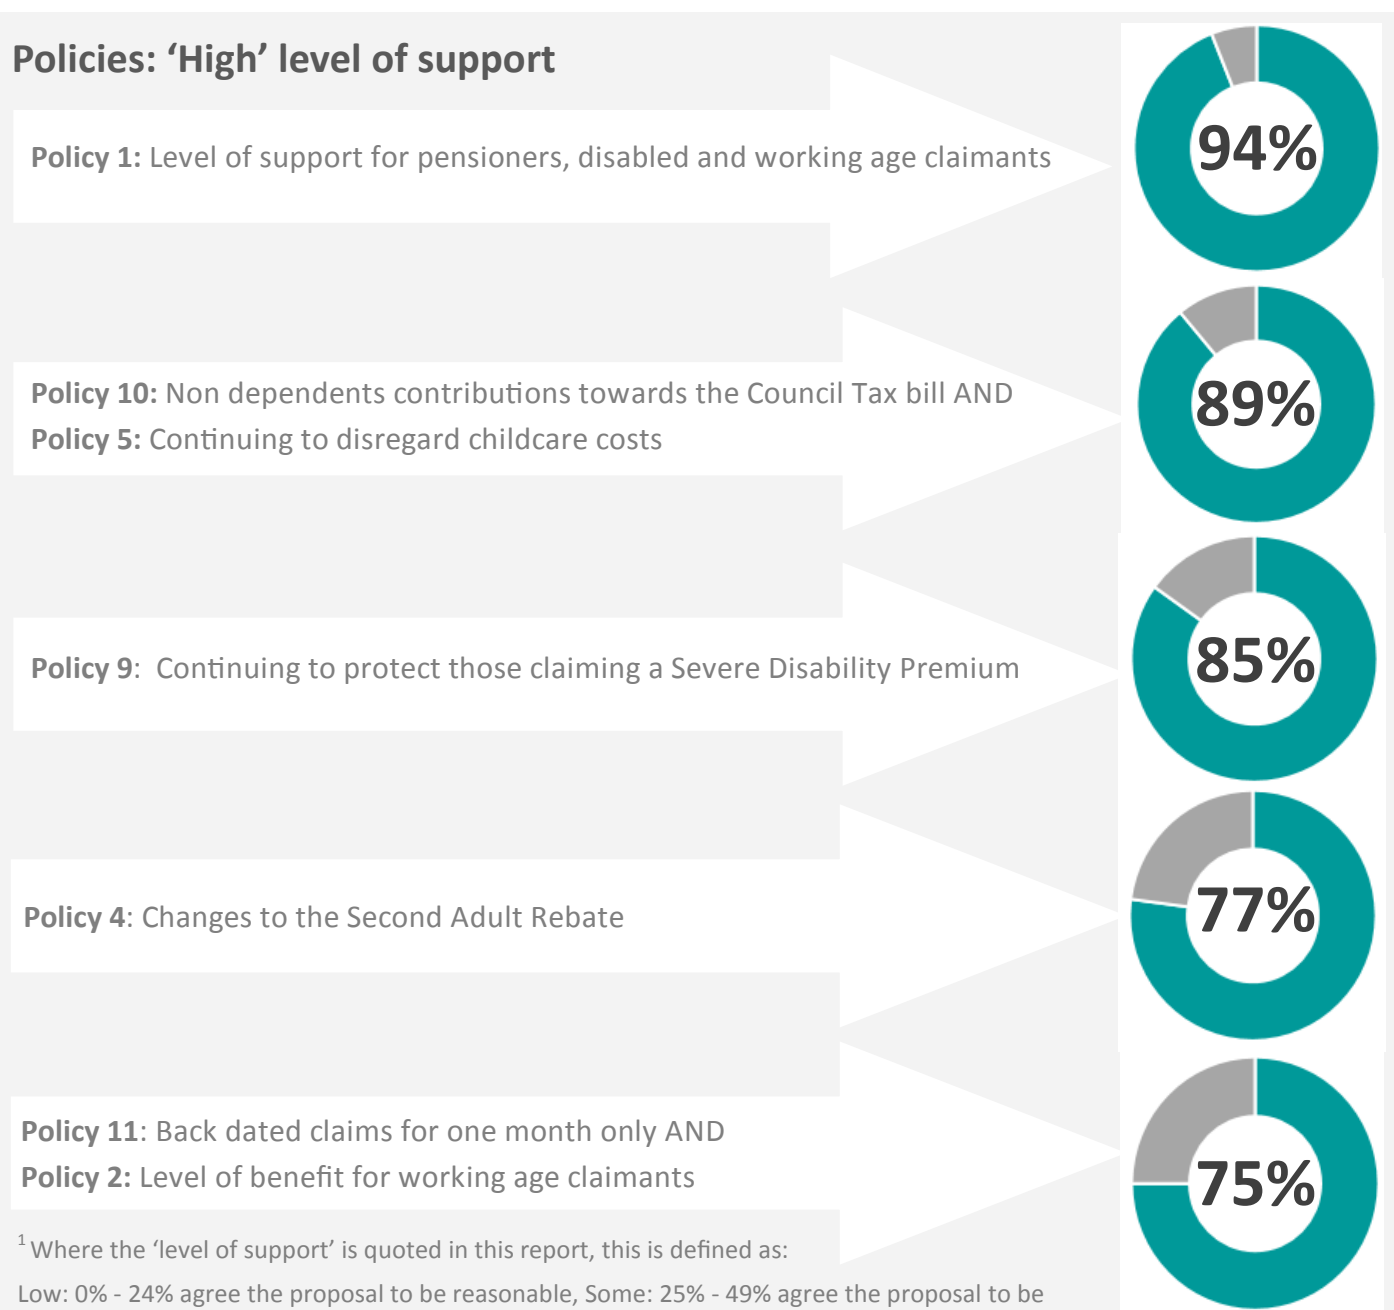 Policies: ‘High’ level of support
Policy 1: Level of support for pensioners, disabled and working age claimants
94%
Policy 10: Non dependents contributions towards the Council Tax bill AND
Policy 5: Continuing to disregard childcare costs
89%
Policy 9:  Continuing to protect those claiming a Severe Disability Premium
85%
Policy 4: Changes to the Second Adult Rebate
77%
Policy 11: Back dated claims for one month only AND
Policy 2: Level of benefit for working age claimants
75%
1 Where the ‘level of support’ is quoted in this report, this is defined as:
Low: 0% - 24% agree the proposal to be reasonable, Some: 25% - 49% agree the proposal to be